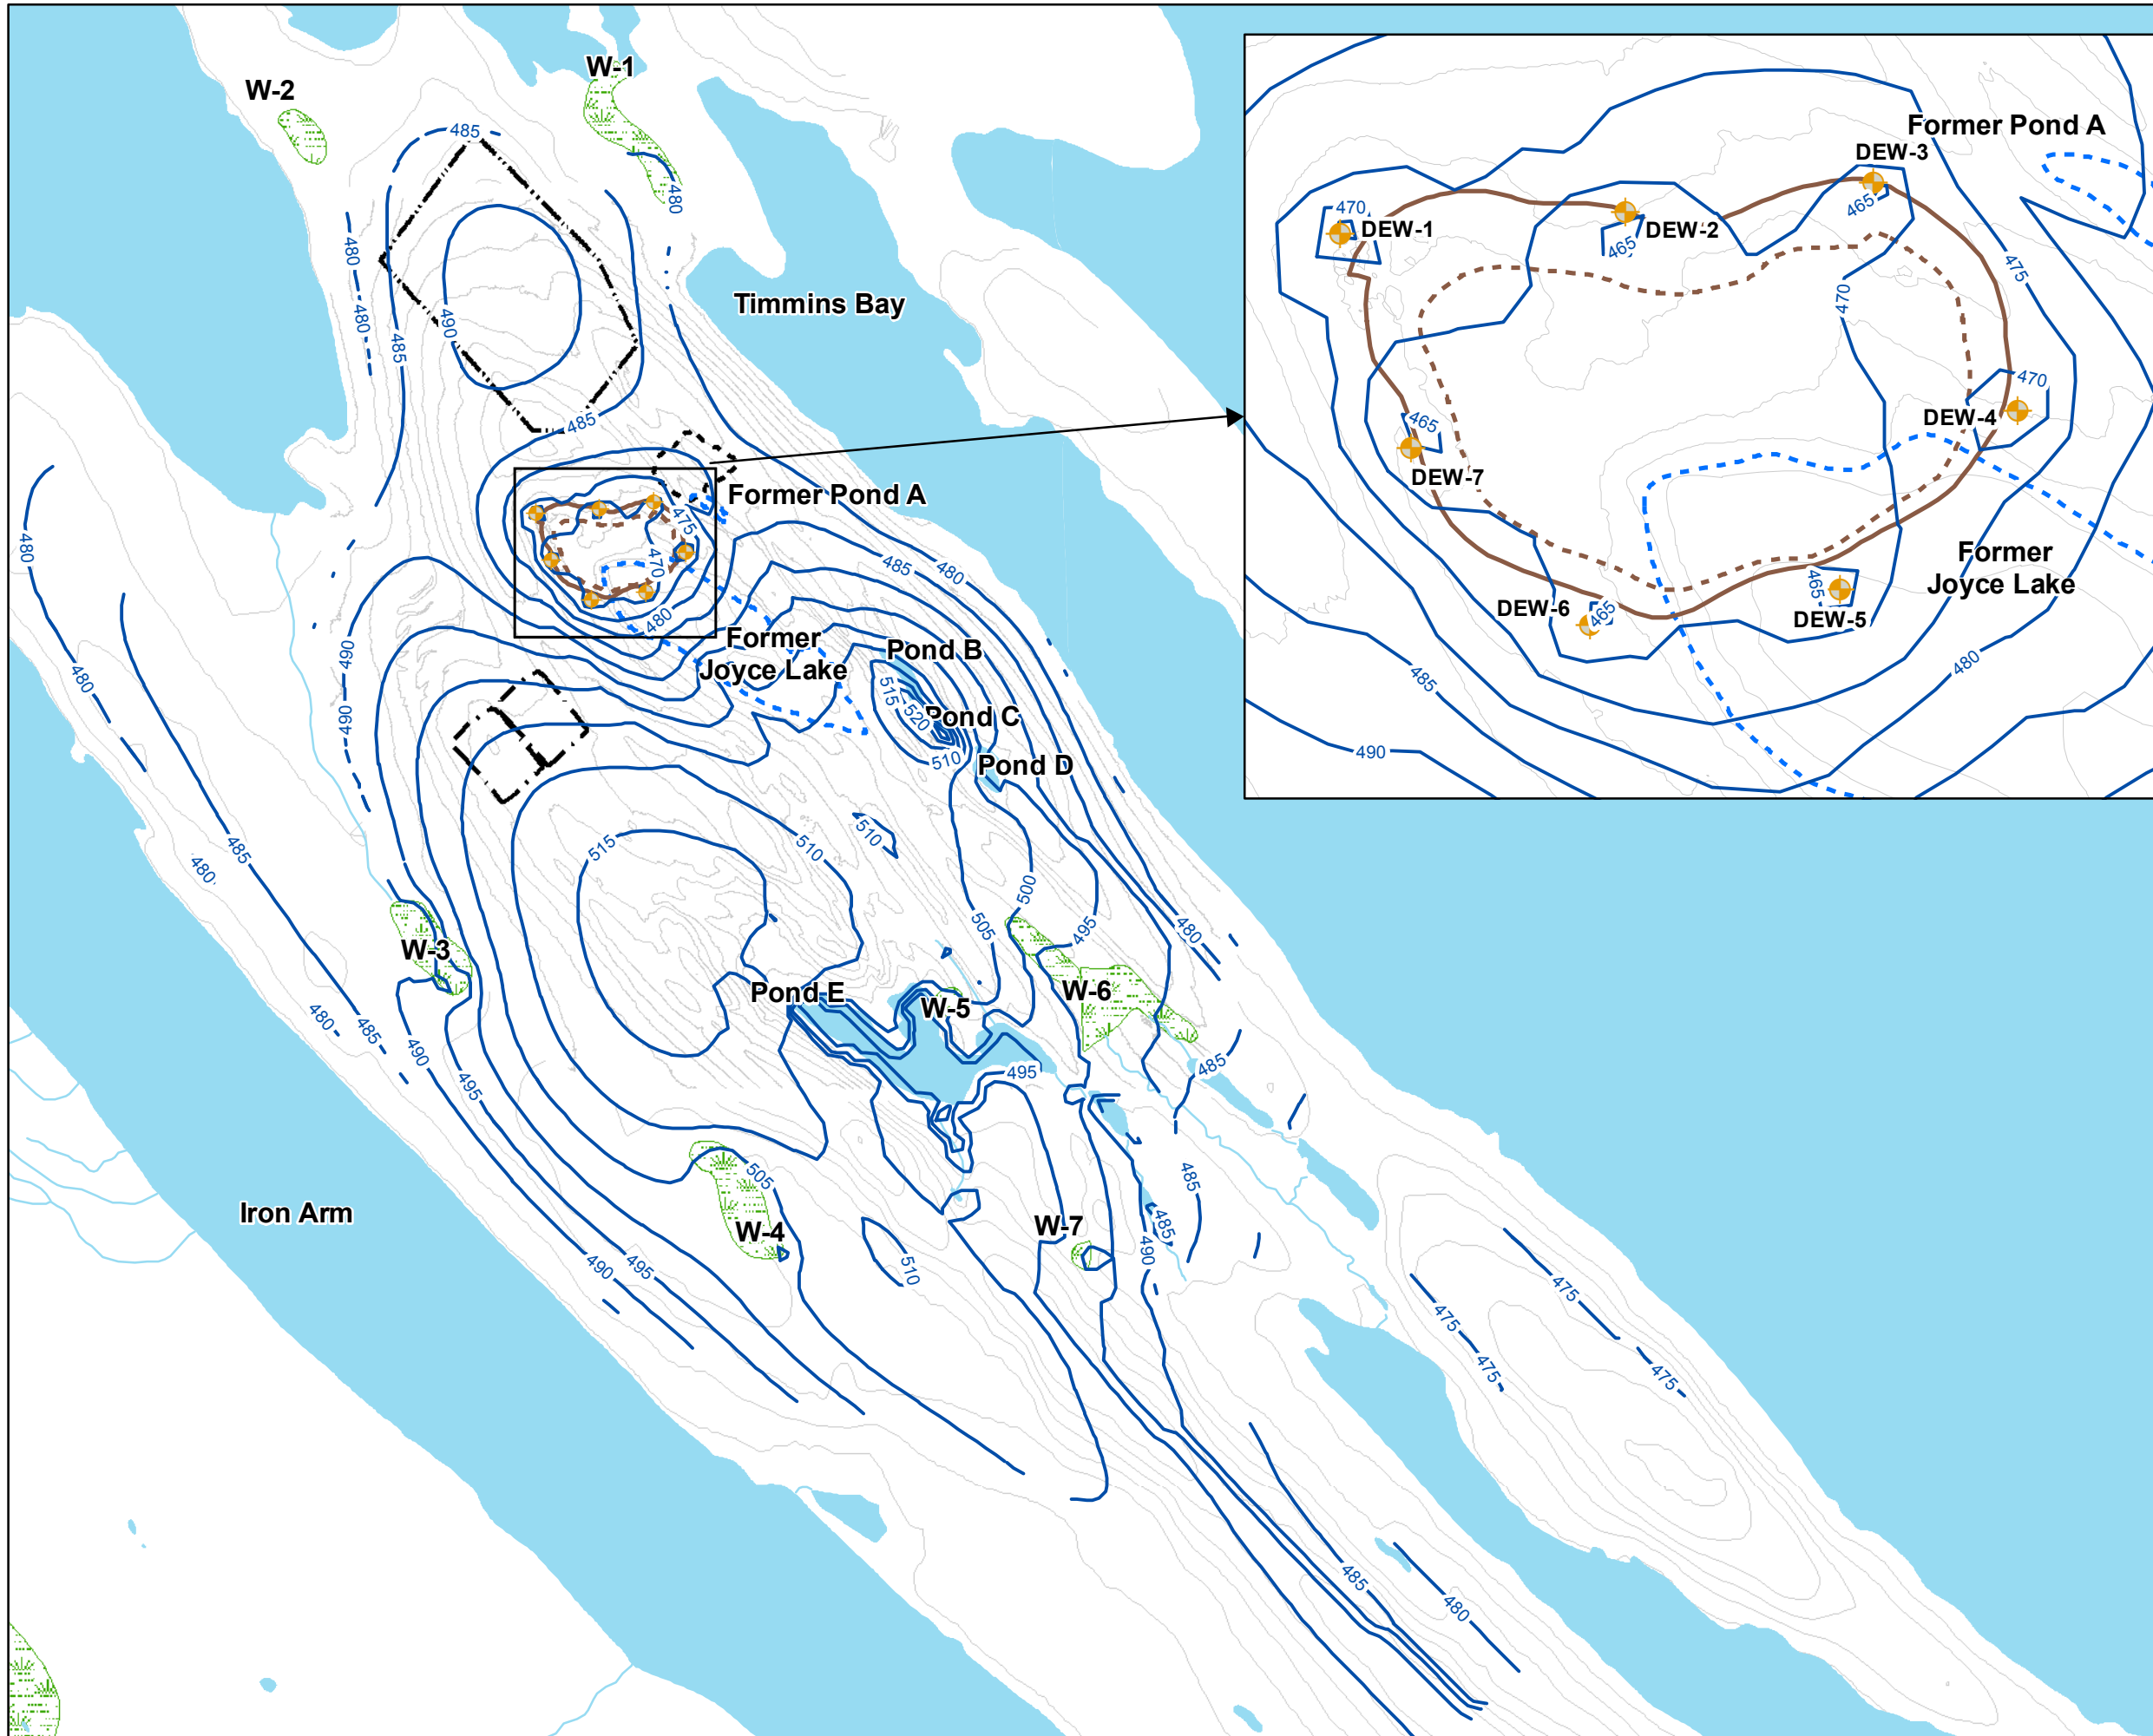 W-1
W-2
485
480
Former Pond A
DEW-3
470
DEW-1
DEW-2
465
465
475
480
Timmins Bay
470
490
480
485
470
465
DEW-4
485
DEW-7
Former Pond A
475
480
470
485
480
Former
Joyce Lake
465
DEW-6
465
DEW-5
480
490
Former
Joyce Lake
Pond B
480
485
515
490
520
Pond C
490
510
Pond D
485
480
515
510
510
500
505
495
480
W-3
Pond E
W-5
W-6
480
485
490
495
495
485
505
485
Iron Arm
W-4
W-7
485
490
510
490
495
475
475
475
475
485
480